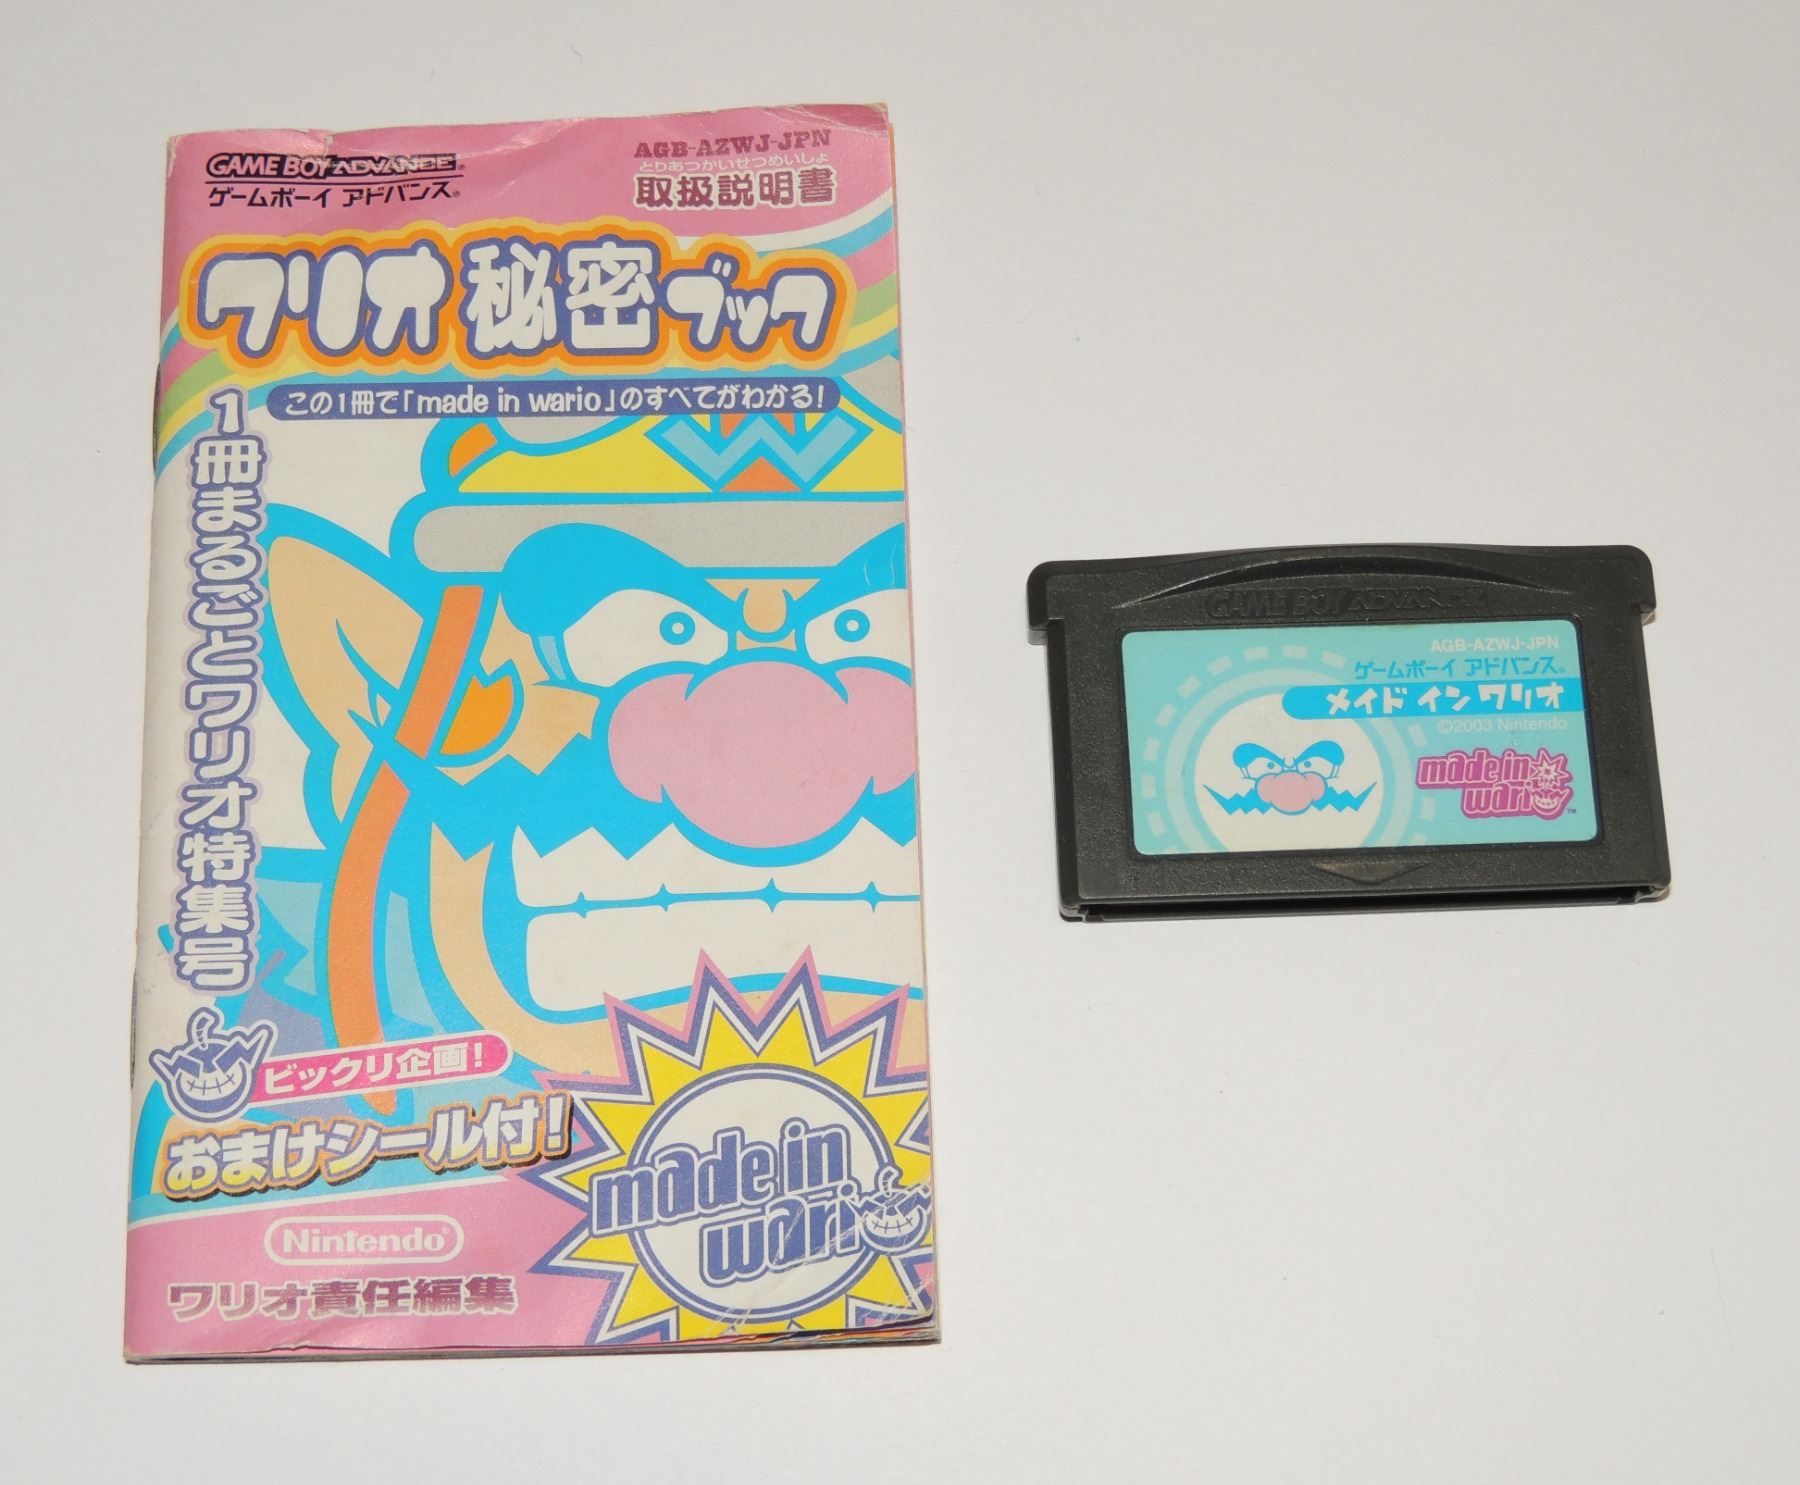 GAME BOY ADVANCE®
ゲームボーイ アドバンス®
AGB-AZWJ-JPN
とりあつかいせつめいしょ
取扱説明書
ワリオ秘密ブック
この1冊で「made in wario」のすべてがわかる!
1冊まるごとワリオ特集号
W
ビックリ企画!
おまけシール付!
made in
wario
Nintendo®
ワリオ責任編集
GAME BOY ADVANCE
AGB-AZWJ-JPN
ゲームボーイ アドバンス®
メイド イン ワリオ
©2003 Nintendo
made in
wario™